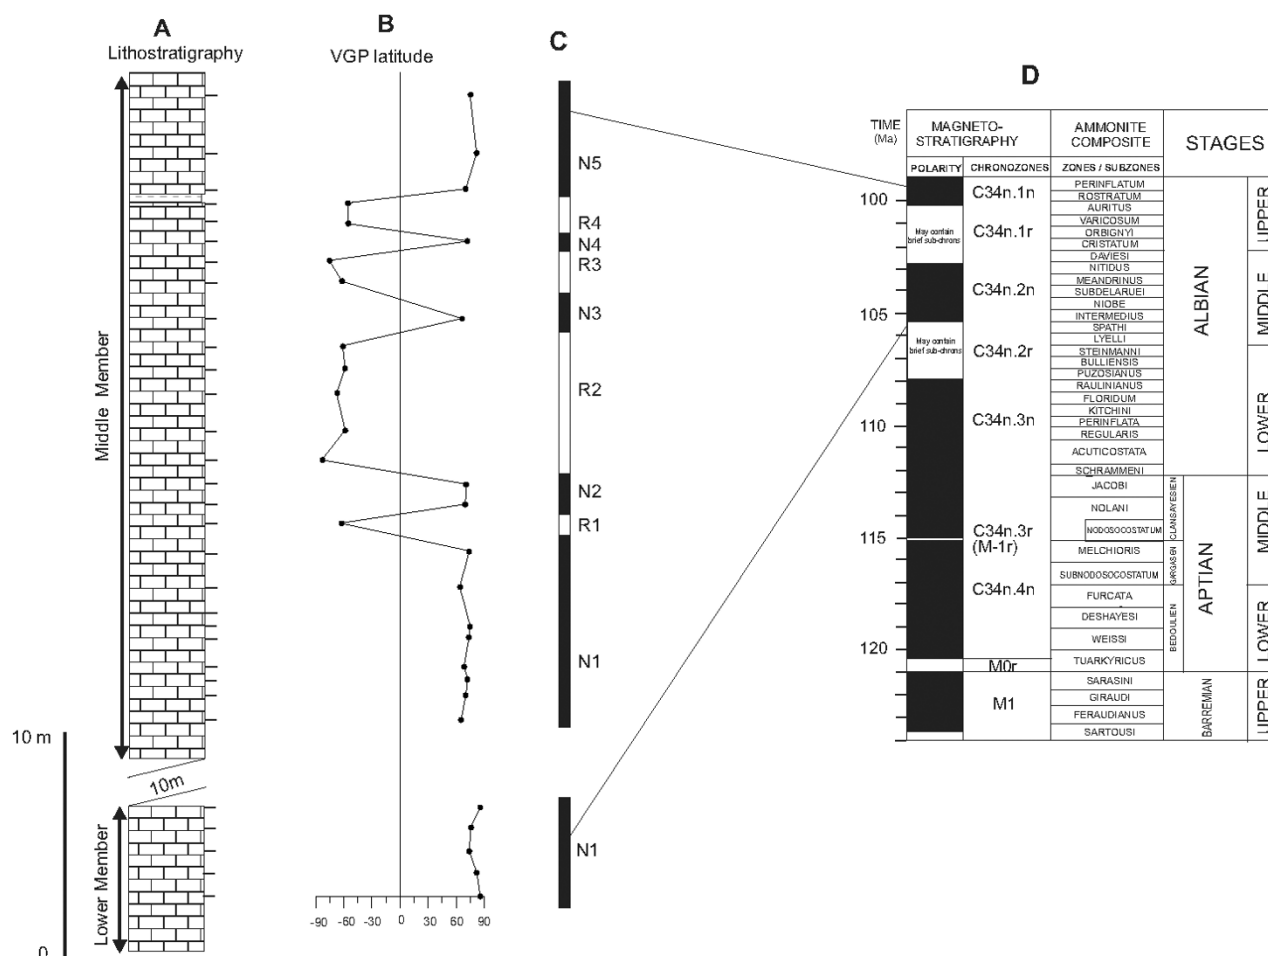 A
Lithostratigraphy
Middle Member
10 m
10m
Lower Member
0
B
VGP latitude
-90 -60 0 30 60 90
C
N5
R4
N4
R3
N3
R2
N2
R1
N1
N1
D
TIME
(Ma)
MAGNETO-
STRATIGRAPHY
AMMONITE
COMPOSITE
STAGES
POLARITY
CHRONOZONES
ZONES / SUBZONES
100
105
110
115
120
May contain
brief sub-chrons
May contain
brief sub-chrons
C34n.1n
C34n.1r
C34n.2n
C34n.2r
C34n.3n
C34n.3r
(M-1r)
C34n.4n
M0r
M1
PERINFLATUM
ROSTRATUM
AURITUS
VARICOSUM
ORBIGNYI
CRISTATUM
DAVIESI
NITIDUS
MEANDRINUS
SUBDELARUEI
NIOBE
INTERMEDIUS
SPATHI
LYELLI
STEINMANNI
BULLIENSIS
PUZOSIANUS
RAULINIANUS
FLORIDUM
KITCHINI
PERINFLATA
REGULARIS
ACUTICOSTATA
SCHRAMMENI
JACOBI
NOLANI
NODOSOCOSTATUM
MELCHIORIS
SUBNODOSOCOSTATUM
FURCATA
DESHAYESI
WEISSI
TUARKYRICUS
SARASINI
GIRAUDI
FERAUDIANUS
SARTOUSI
CLANSAYESIEN
GARGASEN
BEDOULIEN
ALBIAN
APTIAN
BARREMIAN
UPPER
MIDDLE
LOWER
MIDDLE
LOWER
UPPER